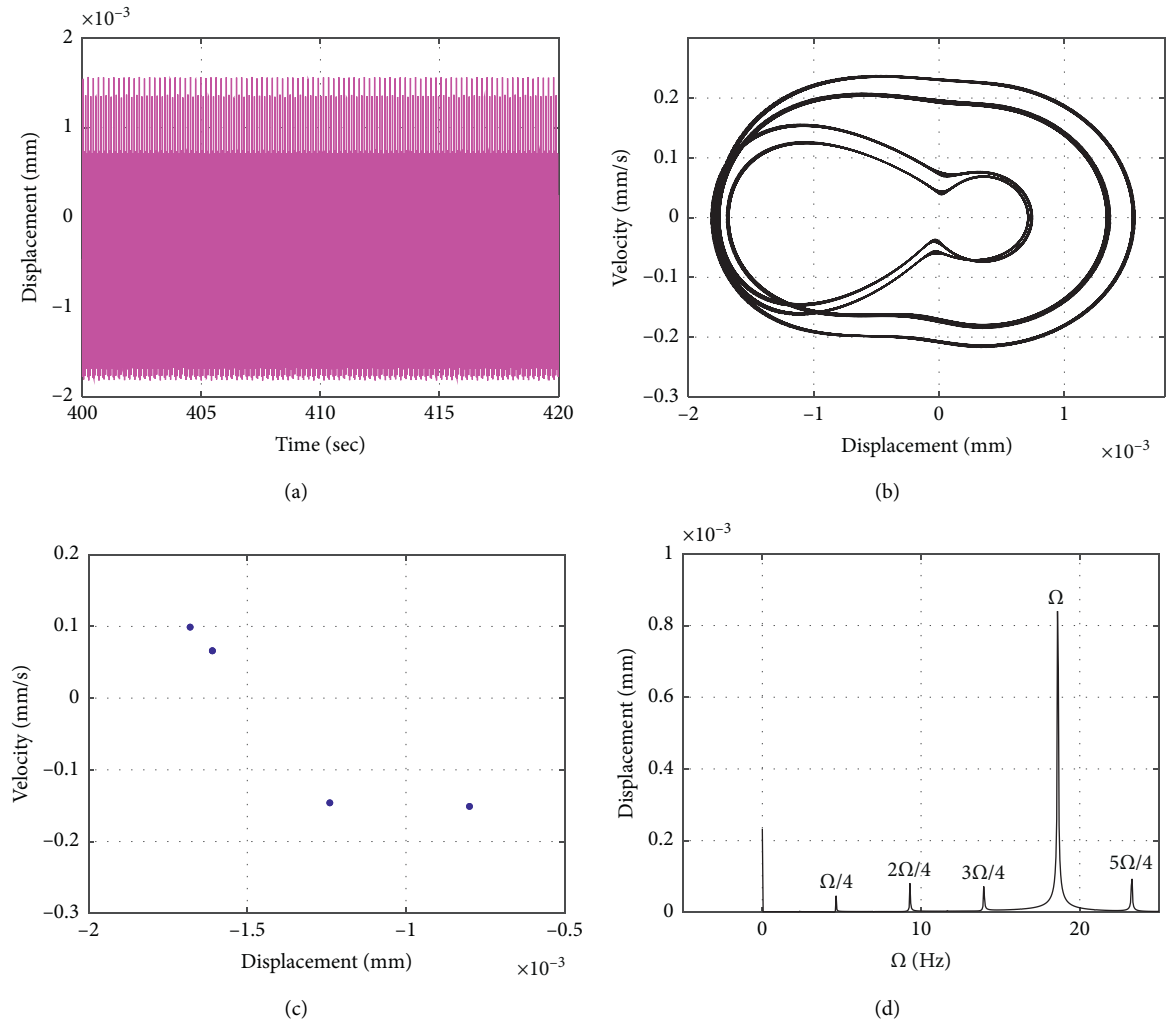 ×10–3
2
1
0
–1
–2
Displacement (mm)
400
405
410
415
420
Time (sec)
(a)
0.2
0.1
0
–0.1
–0.2
–0.3
Velocity (mm/s)
–2
–1
0
1
Displacement (mm)
×10–3
(b)
0.2
0.1
0
–0.1
–0.2
–0.3
Velocity (mm/s)
–2
–1.5
–1
–0.5
Displacement (mm)
×10–3
(c)
×10–3
1
0.8
0.6
0.4
0.2
0
Displacement (mm)
Ω/4
2Ω/4
3Ω/4
Ω
5Ω/4
0
10
20
Ω (Hz)
(d)